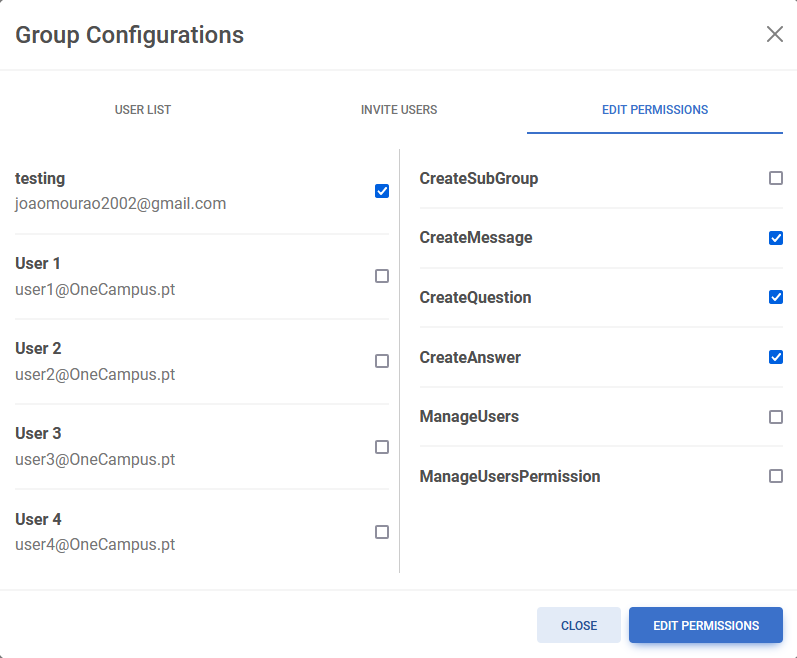 Group Configurations
USER LIST
INVITE USERS
EDIT PERMISSIONS
testing
joaomourao2002@gmail.com
User 1
user1@OneCampus.pt
User 2
user2@OneCampus.pt
User 3
user3@OneCampus.pt
User 4
user4@OneCampus.pt
CreateSubGroup
CreateMessage
CreateQuestion
CreateAnswer
ManageUsers
ManageUsersPermission
CLOSE
EDIT PERMISSIONS